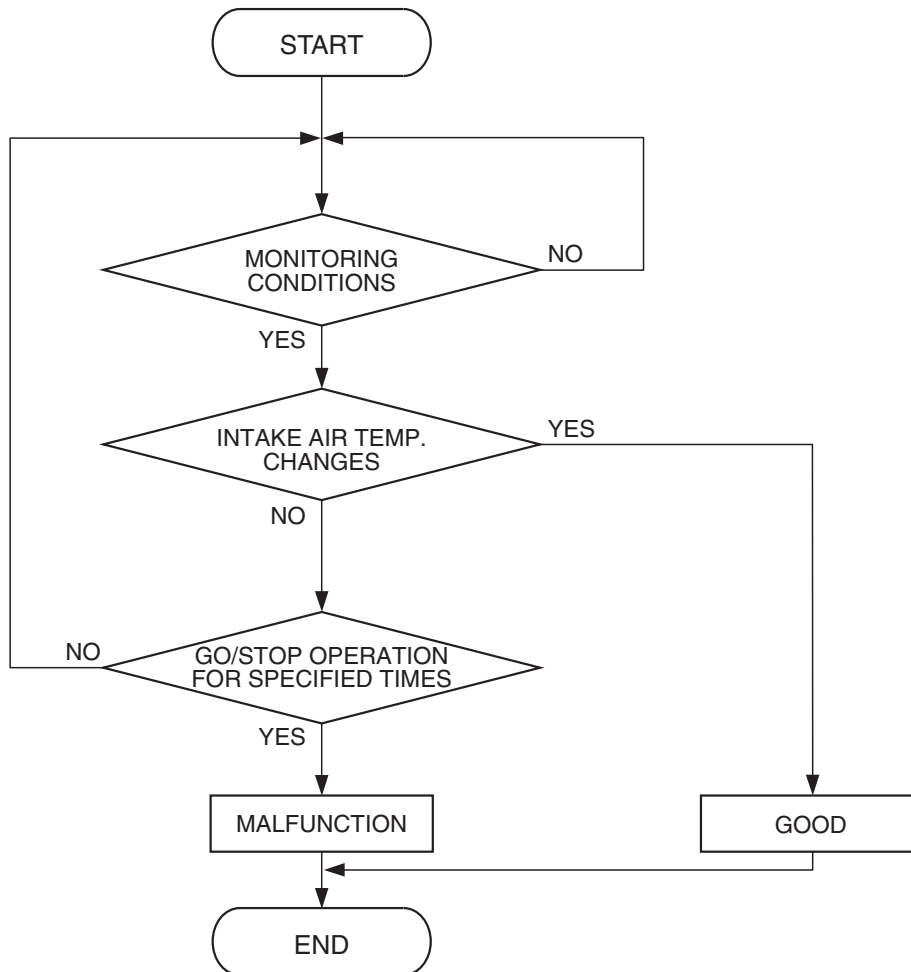 START
MONITORING
CONDITIONS
NO
YES
INTAKE AIR TEMP.
CHANGES
YES
NO
GO/STOP OPERATION
FOR SPECIFIED TIMES
NO
YES
MALFUNCTION
GOOD
END